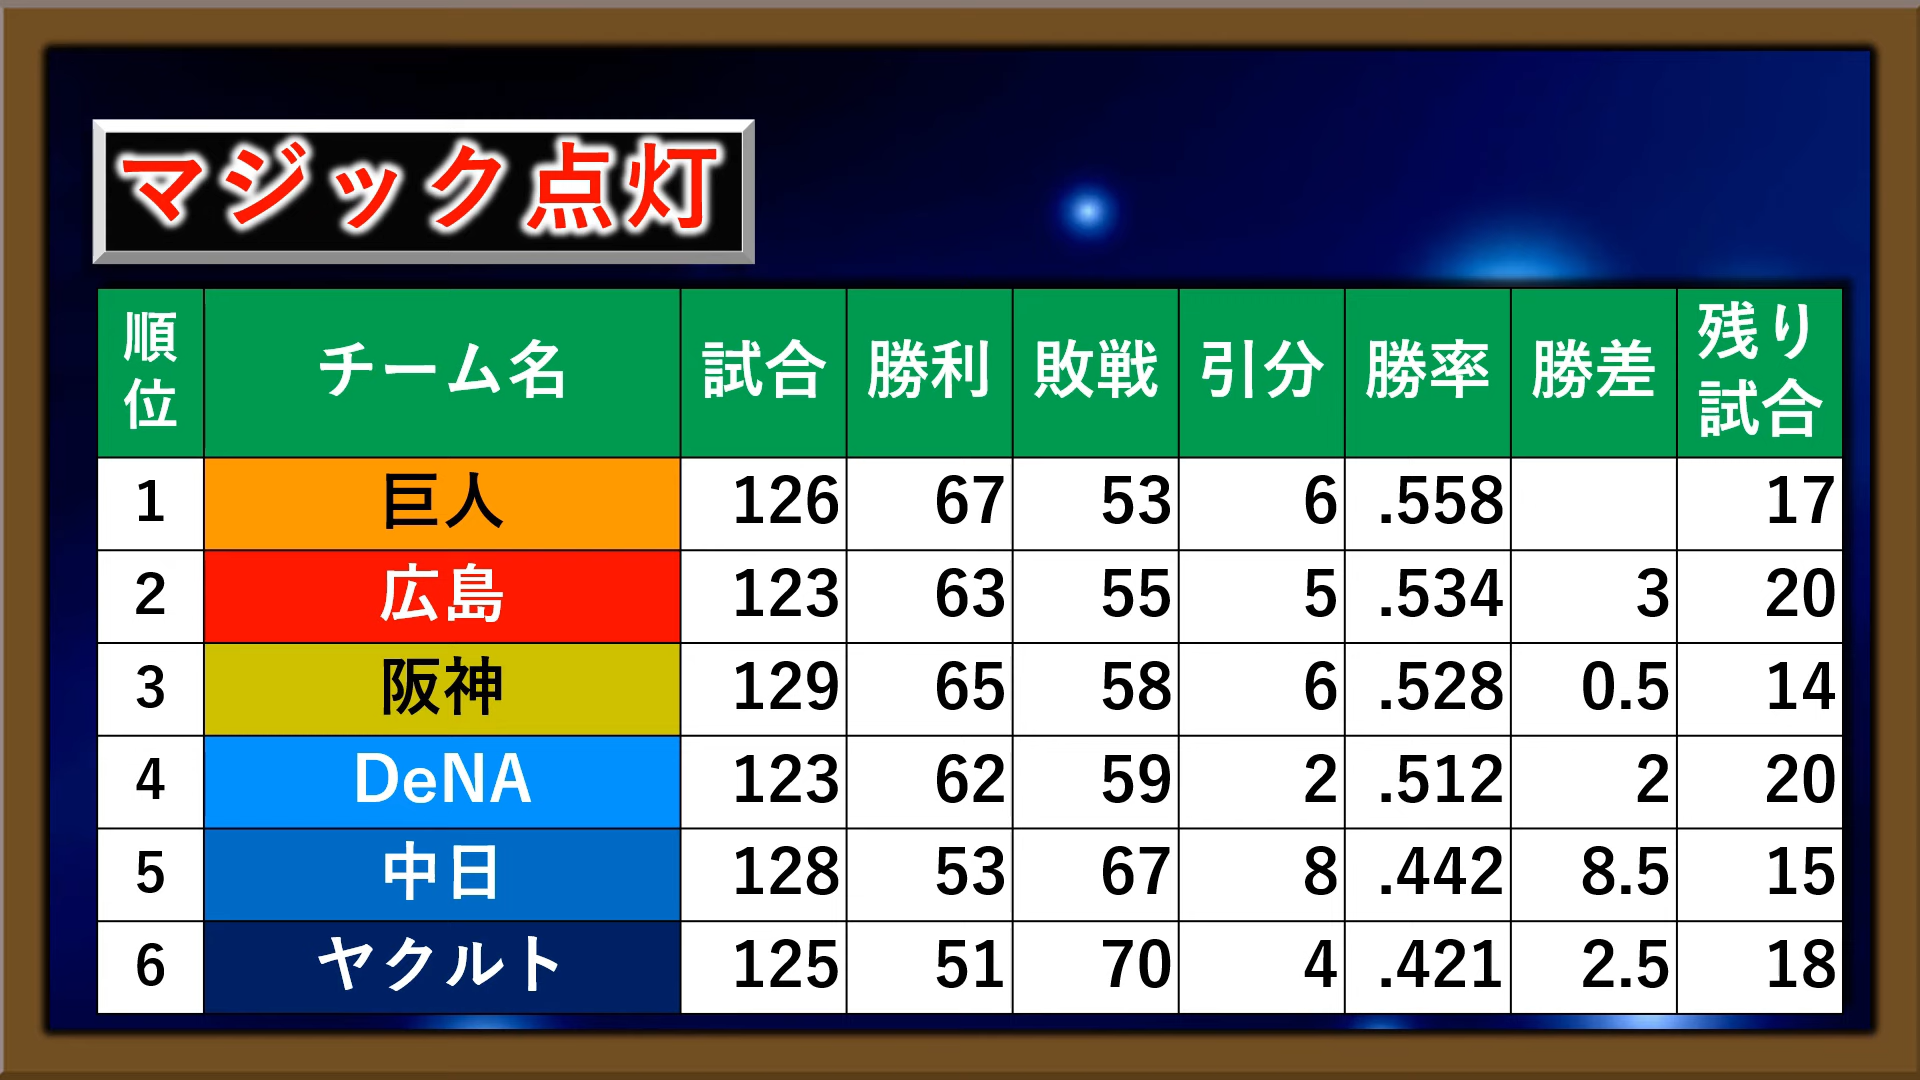 マジック点灯
順位 チーム名 試合 勝利 敗戦 引分 勝率 勝差 残り試合
1 巨人 126 67 53 6 .558 17
2 広島 123 63 55 5 .534 3 20
3 阪神 129 65 58 6 .528 0.5 14
4 DeNA 123 62 59 2 .512 2 20
5 中日 128 53 67 8 .442 8.5 15
6 ヤクルト 125 51 70 4 .421 2.5 18